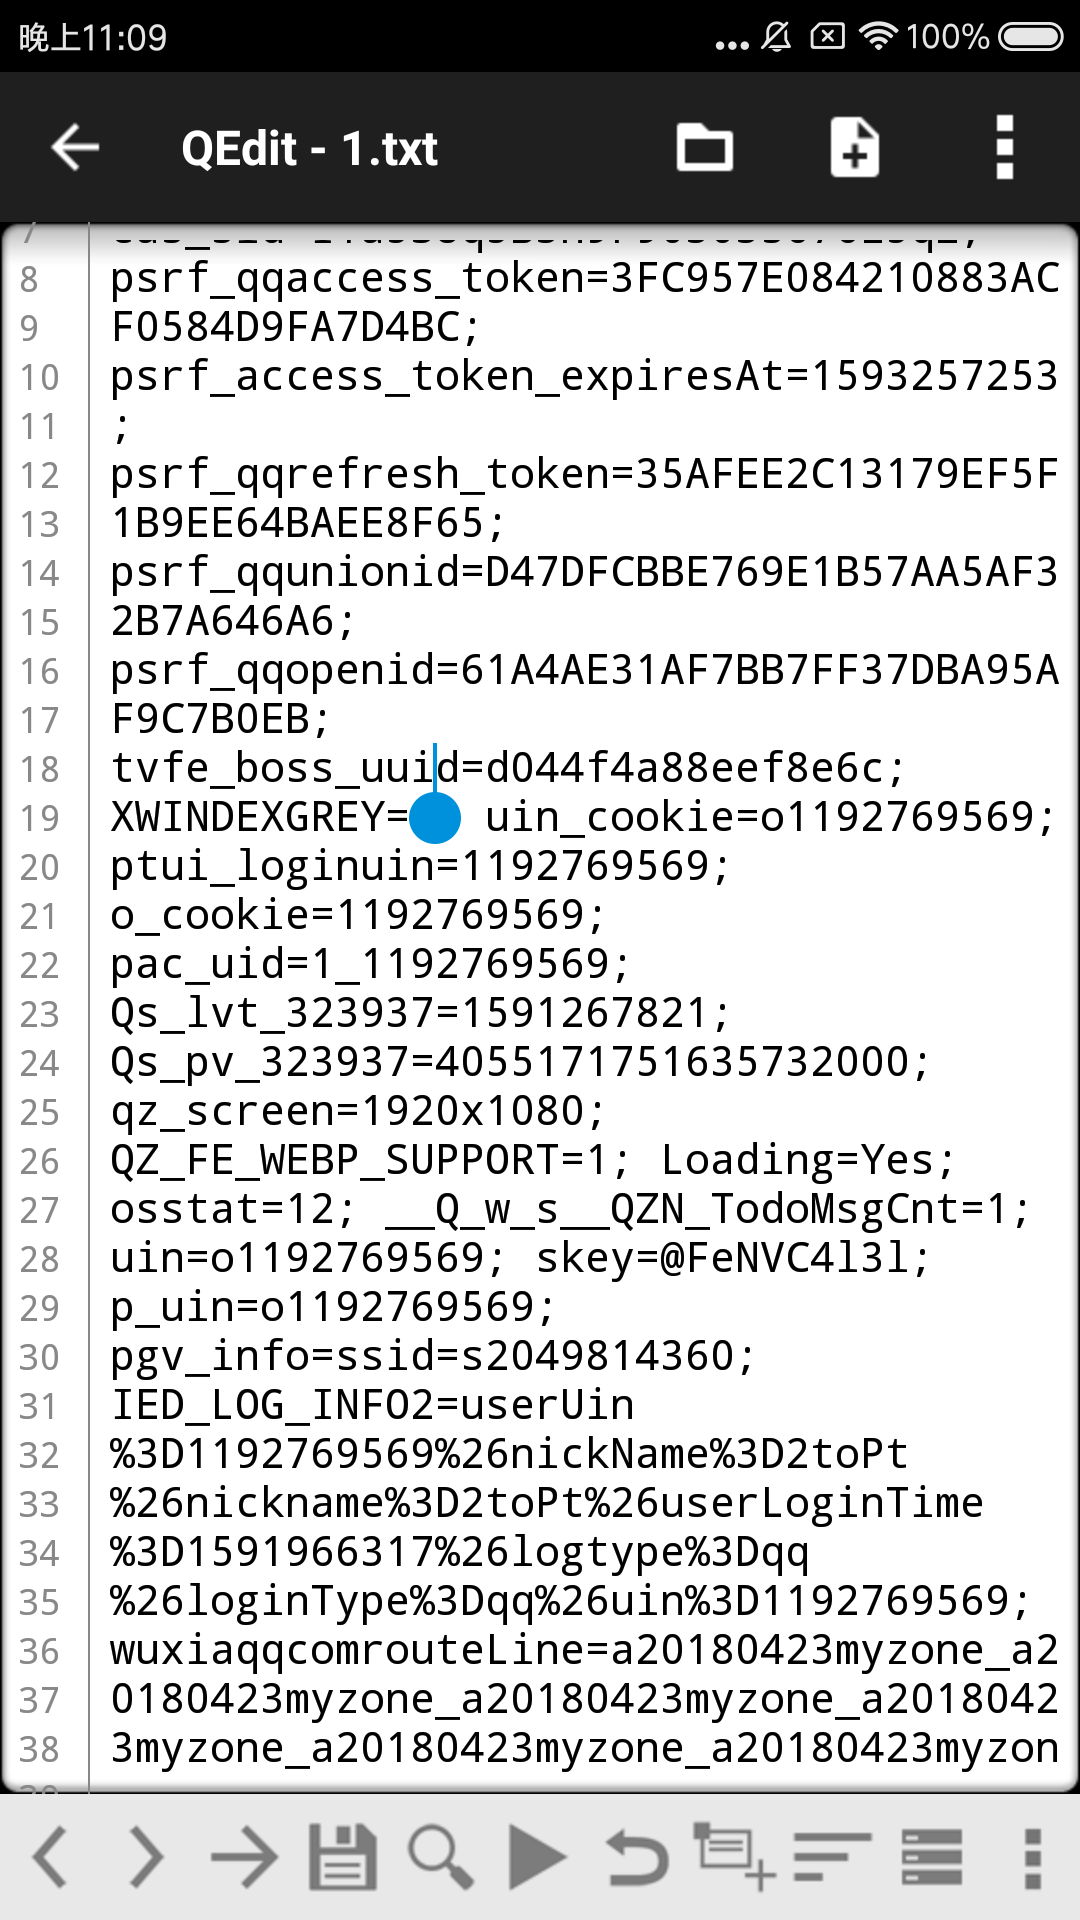 晚上11:09
100%
QEdit - 1.txt
8 psrf_qqaccess_token=3FC957E084210883AC
9 F0584D9FA7D4BC;
10 psrf_access_token_expiresAt=1593257253
11 ;
12 psrf_qqrefresh_token=35AFEE2C13179EF5F
13 1B9EE64BAEE8F65;
14 psrf_qqunionid=D47DFCBBE769E1B57AA5AF3
15 2B7A646A6;
16 psrf_qqopenid=61A4AE31AF7BB7FF37DBA95A
17 F9C7B0EB;
18 tvfe_boss_uuid=d044f4a88eef8e6c;
19 XWINDEXGREY= uin_cookie=o1192769569;
20 ptui_loginuin=1192769569;
21 o_cookie=1192769569;
22 pac_uid=1_1192769569;
23 Qs_lvt_323937=1591267821;
24 Qs_pv_323937=4055171751635732000;
25 qz_screen=1920x1080;
26 QZ_FE_WEBP_SUPPORT=1; Loading=Yes;
27 osstat=12; __Q_w_s__QZN_TodoMsgCnt=1;
28 uin=o1192769569; skey=@FeNVC4l3l;
29 p_uin=o1192769569;
30 pgv_info=ssid=s2049814360;
31 IED_LOG_INFO2=userUin
32 %3D1192769569%26nickName%3D2toPt
33 %26nickname%3D2toPt%26userLoginTime
34 %3D1591966317%26logtype%3Dqq
35 %26loginType%3Dqq%26uin%3D1192769569;
36 wuxiaqqcomrouteLine=a20180423myzone_a2
37 0180423myzone_a20180423myzone_a2018042
38 3myzone_a20180423myzone_a20180423myzon